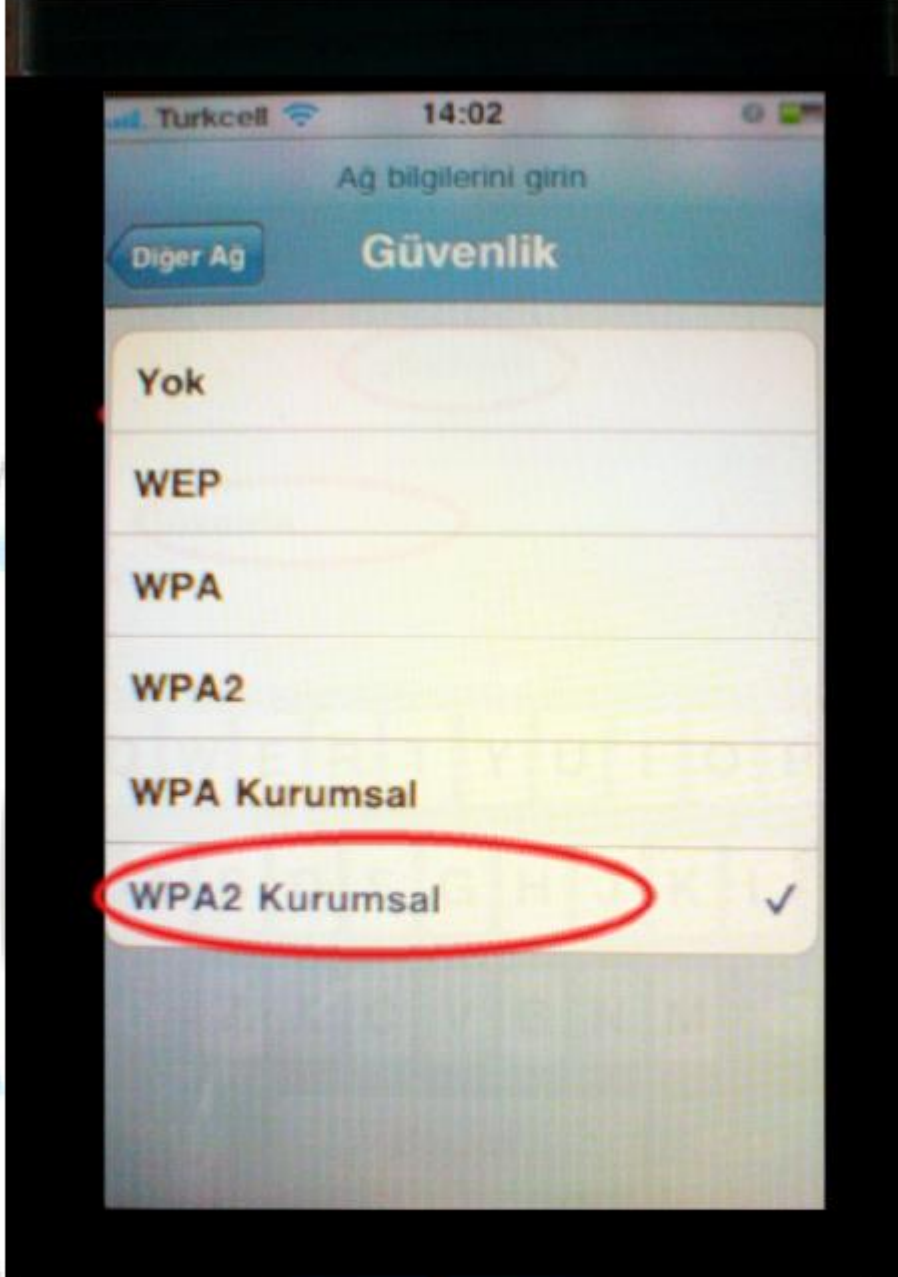 Turkcell 14:02
Ağ bilgilerini girin
Diğer Ağ Güvenlik
Yok
WEP
WPA
WPA2
WPA Kurumsal
WPA2 Kurumsal